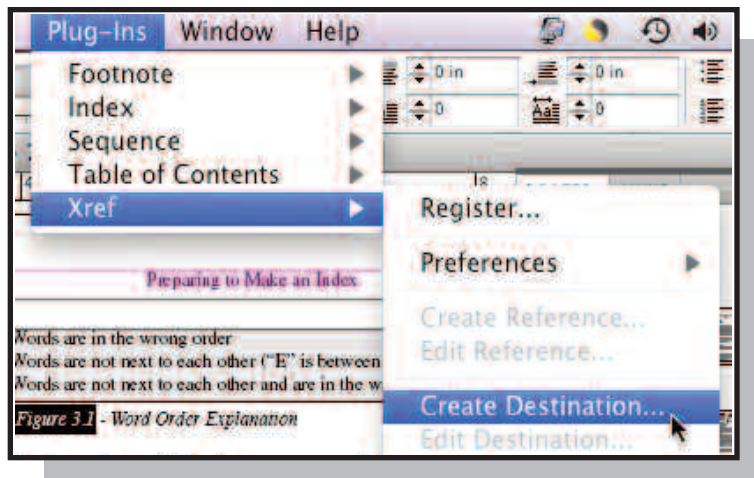 Plug-Ins Window Help
Footnote
Index
Sequence
Table of Contents
Xref
0 in 0 in
0 0
8
Register...
Preferences
Create Reference...
Edit Reference...
Create Destination...
Edit Destination...
Preparing to Make an Index
Words are in the wrong order
Words are not next to each other ("E" is between
Words are not next to each other and are in the w
Figure 3.1 - Word Order Explanation